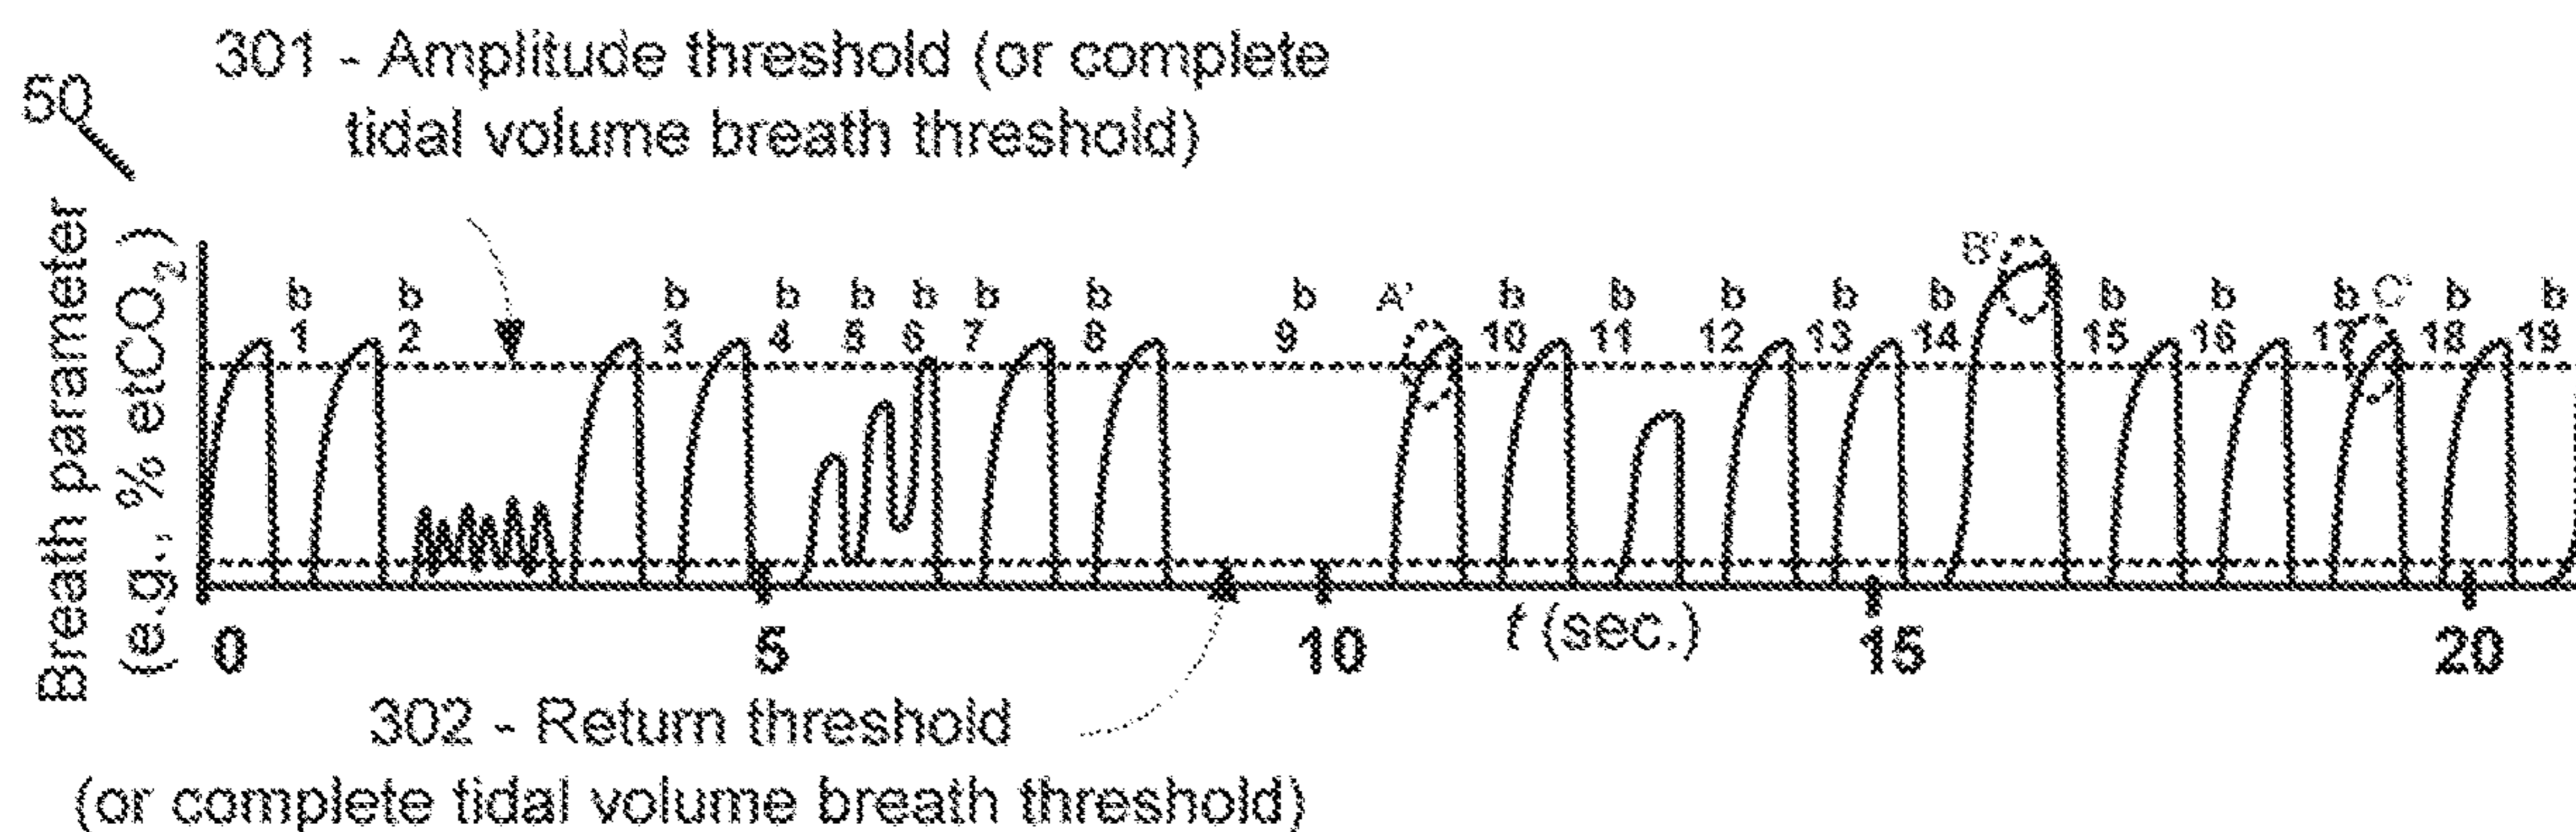 301 - Amplitude threshold (or complete
tidal volume breath threshold)
50
Breath parameter
(e.g., % etCO₂)
b b b b b b b b b A' b b b b b B' b b b C' b b
1 2 3 4 5 6 7 8 9 10 11 12 13 14 15 16 17 18 19
0 5 10 t (sec.) 15 20
302 - Return threshold
(or complete tidal volume breath threshold)